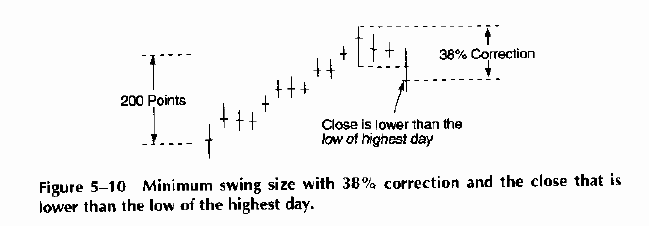 38% Correction
200 Points
Close is lower than the
low of highest day
Figure 5–10 Minimum swing size with 38% correction and the close that is
lower than the low of the highest day.